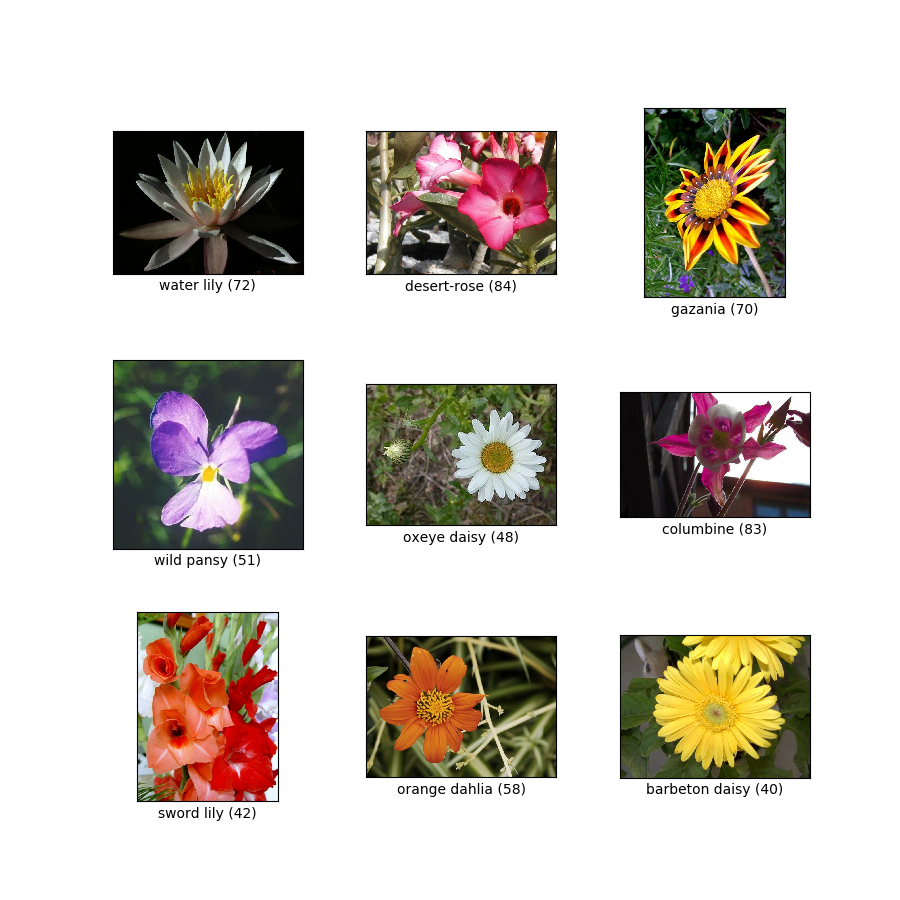 water lily (72)
desert-rose (84)
gazania (70)
wild pansy (51)
oxeye daisy (48)
columbine (83)
sword lily (42)
orange dahlia (58)
barbeton daisy (40)